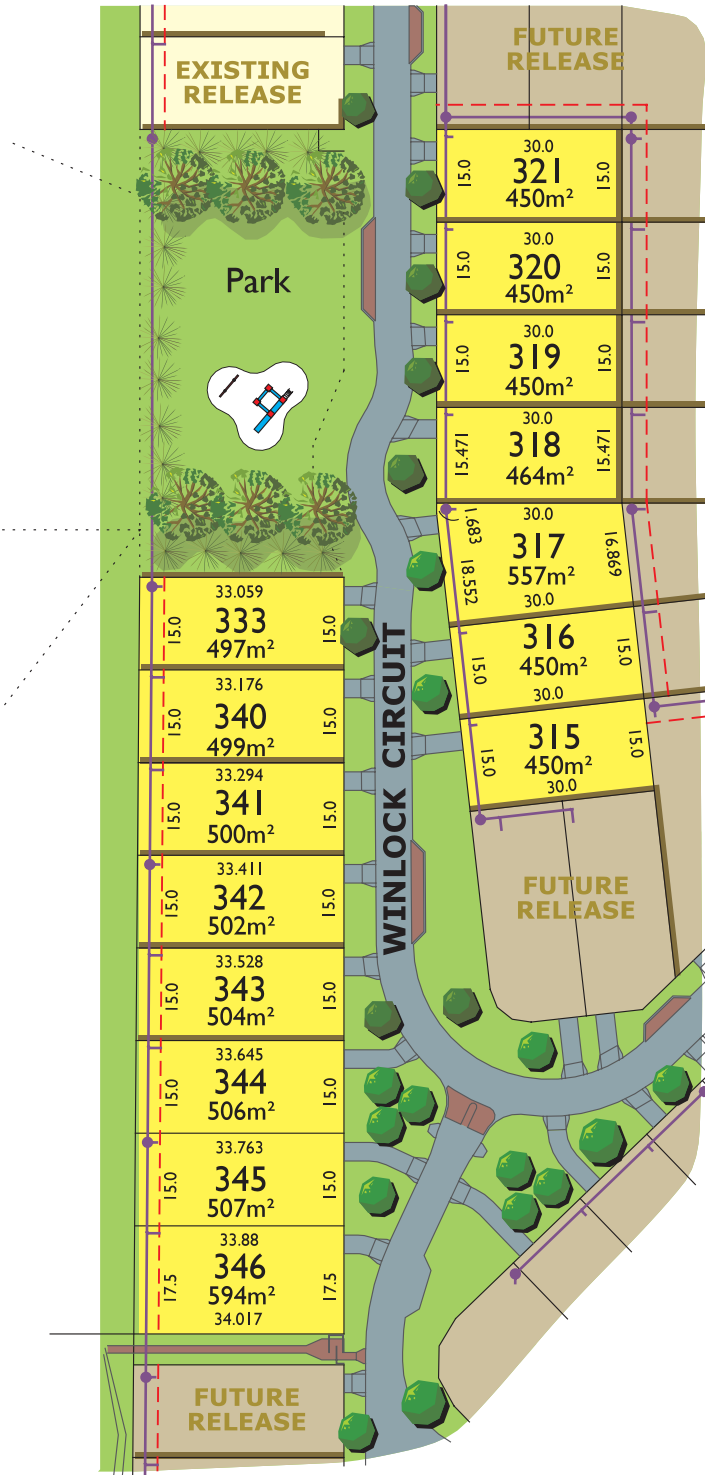 EXISTING
RELEASE
FUTURE
RELEASE
Park
30.0
15.0
321
15.0
450m²
30.0
15.0
320
15.0
450m²
30.0
15.0
319
15.0
450m²
30.0
15.471
318
15.471
464m²
30.0
1.683
18.552
317
16.869
557m²
30.0
15.0
316
15.0
450m²
30.0
15.0
315
15.0
450m²
30.0
FUTURE
RELEASE
WINLOCK CIRCUIT
33.059
15.0
333
15.0
497m²
33.176
15.0
340
15.0
499m²
33.294
15.0
341
15.0
500m²
33.411
15.0
342
15.0
502m²
33.528
15.0
343
15.0
504m²
33.645
15.0
344
15.0
506m²
33.763
15.0
345
15.0
507m²
33.88
17.5
346
17.5
594m²
34.017
FUTURE
RELEASE